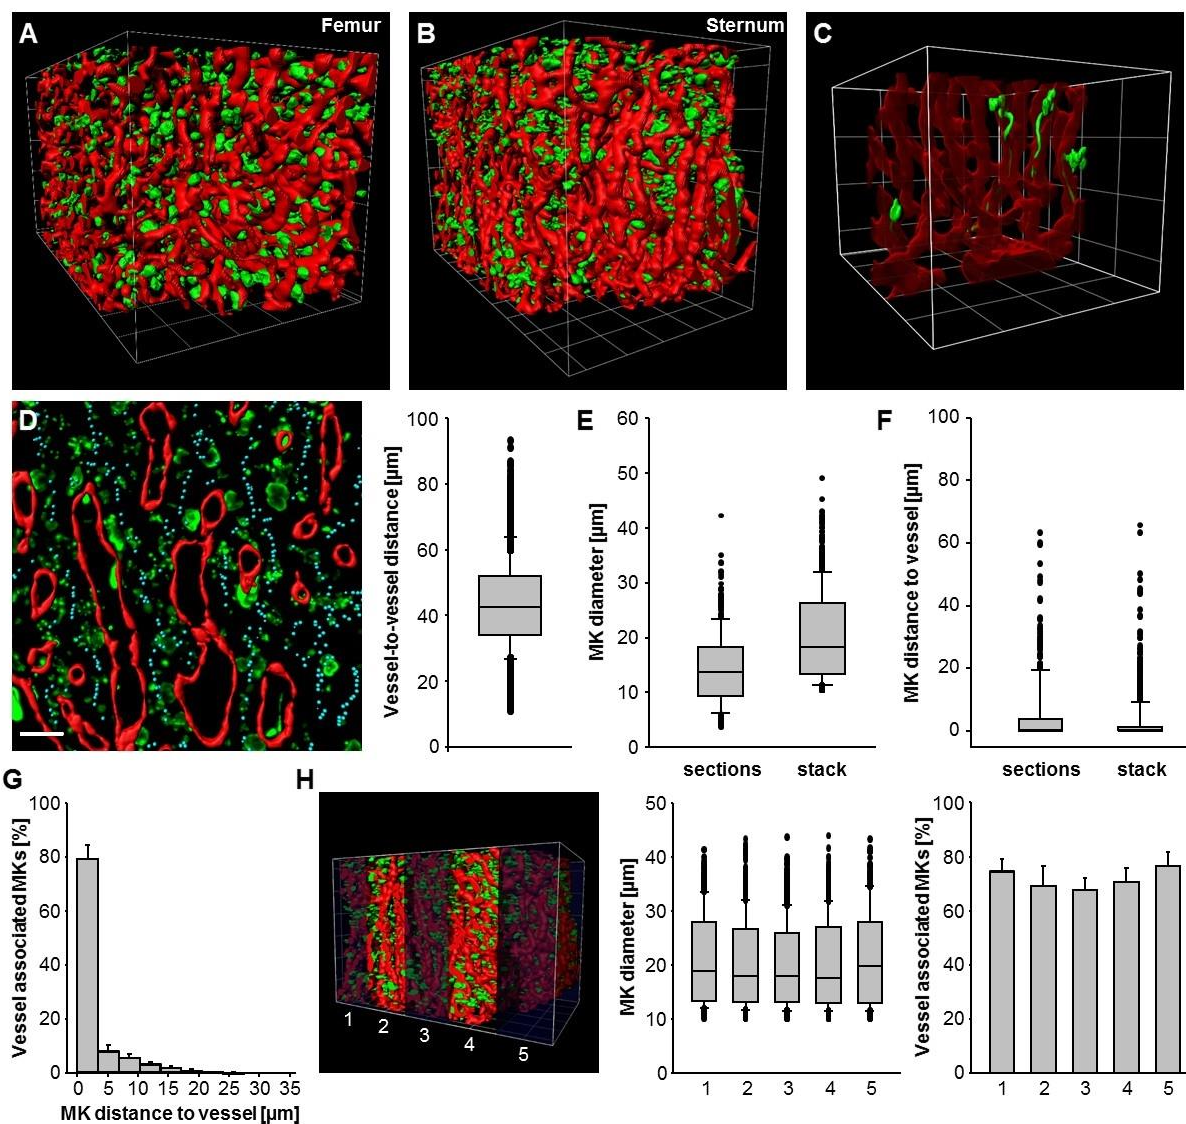 A
Femur
B
Sternum
C
D
Vessel-to-vessel distance [µm]
100
80
60
40
20
0
E
MK diameter [µm]
60
50
40
30
20
10
0
sections stack
F
MK distance to vessel [µm]
100
80
60
40
20
0
sections stack
G
Vessel associated MKs [%]
100
80
60
40
20
0
0 5 10 15 20 25 30 35
MK distance to vessel [µm]
H
1 2 3 4 5
MK diameter [µm]
50
40
30
20
10
0
1 2 3 4 5
Vessel associated MKs [%]
100
80
60
40
20
0
1 2 3 4 5